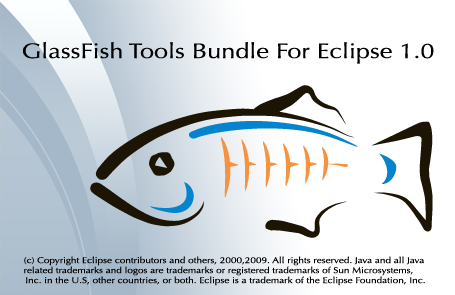 GlassFish Tools Bundle For Eclipse 1.0
(c) Copyright Eclipse contributors and others, 2000,2009. All rights reserved. Java and all Java
related trademarks and logos are trademarks or registered trademarks of Sun Microsystems,
Inc. in the U.S, other countries, or both. Eclipse is a trademark of the Eclipse Foundation, Inc.